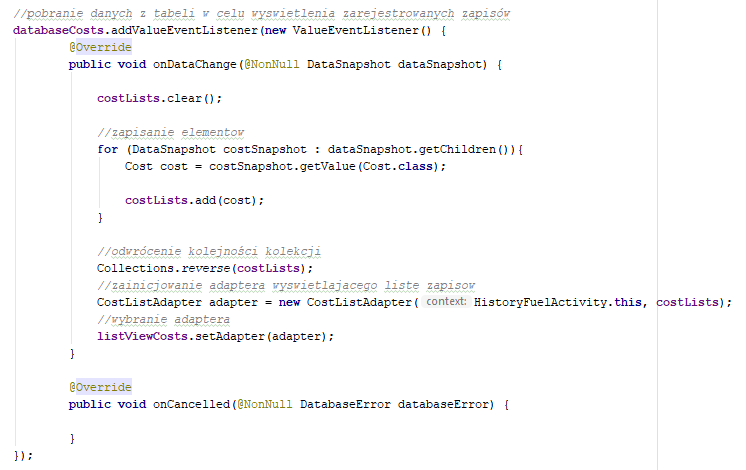 //pobranie danych z tabeli w celu wyswietlenia zarejestrowanych zapisów
databaseCosts.addValueEventListener(new ValueEventListener() {
@Override
public void onDataChange(@NonNull DataSnapshot dataSnapshot) {
costLists.clear();
//zapisanie elementow
for (DataSnapshot costSnapshot : dataSnapshot.getChildren()){
Cost cost = costSnapshot.getValue(Cost.class);
costLists.add(cost);
}
//odwrócenie kolejności kolekcji
Collections.reverse(costLists);
//zainicjowanie adaptera wyswietlajacego liste zapisow
CostListAdapter adapter = new CostListAdapter( context: HistoryFuelActivity.this, costLists);
//wybranie adaptera
listViewCosts.setAdapter(adapter);
}
@Override
public void onCancelled(@NonNull DatabaseError databaseError) {
}
});